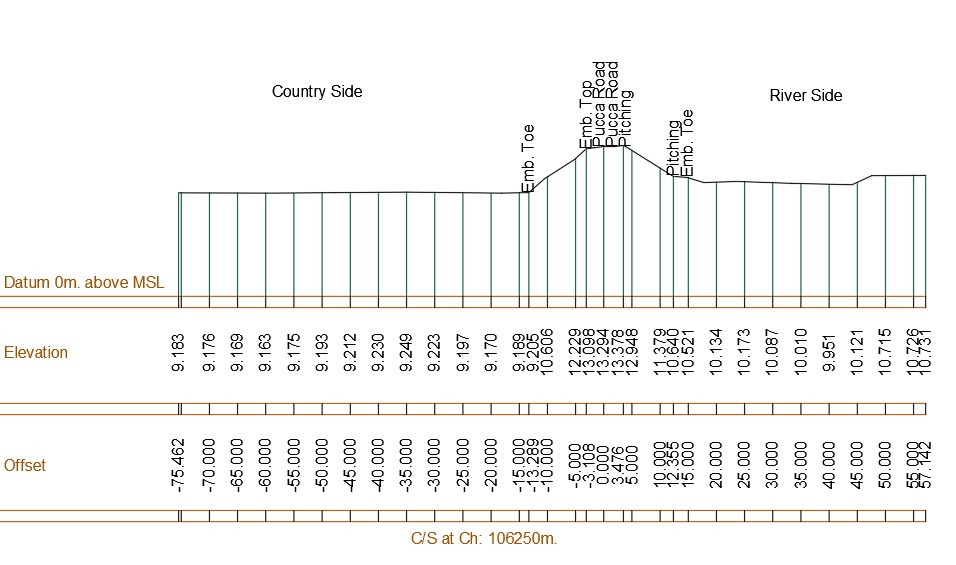 Country Side
River Side
Emb. Toe
Emb. Top
Pucca Road
Pucca Road
Pitching
Pitching
Emb. Toe
Datum 0m. above MSL
Elevation
9.183 9.176 9.169 9.163 9.175 9.193 9.212 9.230 9.249 9.223 9.197 9.170 9.189 9.205 10.606 12.229 13.098 13.294 13.378 12.948 11.379 10.640 10.521 10.134 10.173 10.087 10.010 9.951 10.121 10.715 10.726 10.731
Offset
-75.462 -70.000 -65.000 -60.000 -55.000 -50.000 -45.000 -40.000 -35.000 -30.000 -25.000 -20.000 -15.000 -13.289 -10.000 -5.000 -3.108 0.000 3.476 5.000 10.000 12.355 15.000 20.000 25.000 30.000 35.000 40.000 45.000 50.000 55.000 57.142
C/S at Ch: 106250m.